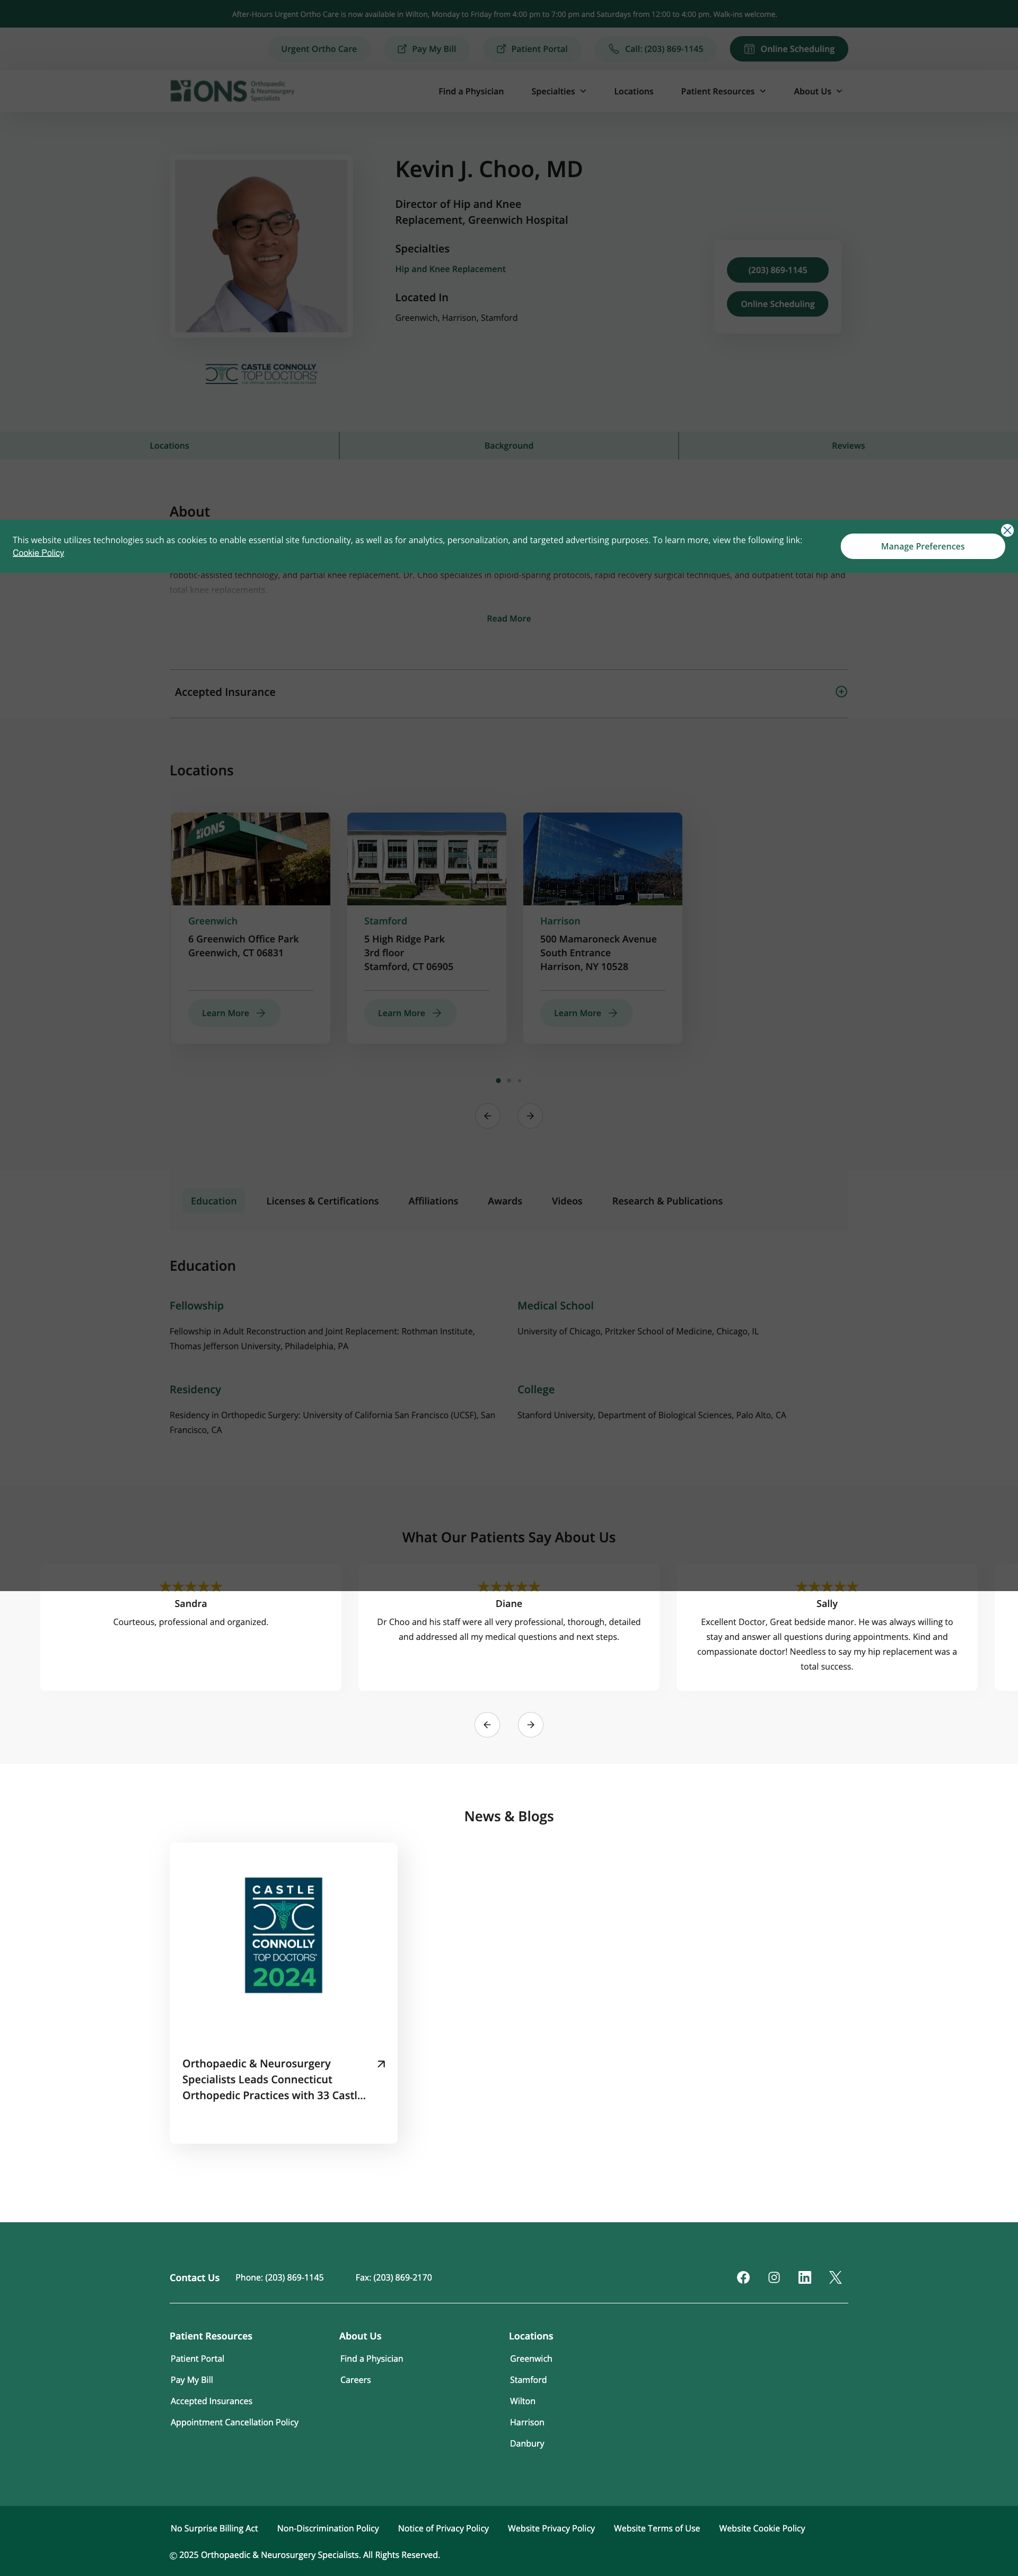 After-Hours Urgent Ortho Care is now available in Wilton, Monday to Friday from 4:00 pm to 7:00 pm and Saturdays from 12:00 to 4:00 pm. Walk-ins welcome.
Urgent Ortho Care
Pay My Bill
Patient Portal
Call: (203) 869-1145
Online Scheduling
ONS Orthopaedic & Neurosurgery Specialists
Find a Physician
Specialties
Locations
Patient Resources
About Us
Kevin J. Choo, MD
Director of Hip and Knee
Replacement, Greenwich Hospital
Specialties
Hip and Knee Replacement
Located In
Greenwich, Harrison, Stamford
(203) 869-1145
Online Scheduling
CASTLE CONNOLLY
TOP DOCTORS
Locations
Background
Reviews
About
This website utilizes technologies such as cookies to enable essential site functionality, as well as for analytics, personalization, and targeted advertising purposes. To learn more, view the following link:
Cookie Policy
Manage Preferences
robotic-assisted technology, and partial knee replacement. Dr. Choo specializes in opioid-sparing protocols, rapid recovery surgical techniques, and outpatient total hip and
total knee replacements.
Read More
Accepted Insurance
Locations
ONS
Greenwich
6 Greenwich Office Park
Greenwich, CT 06831
Learn More
Stamford
5 High Ridge Park
3rd floor
Stamford, CT 06905
Learn More
Harrison
500 Mamaroneck Avenue
South Entrance
Harrison, NY 10528
Learn More
Education
Licenses & Certifications
Affiliations
Awards
Videos
Research & Publications
Education
Fellowship
Fellowship in Adult Reconstruction and Joint Replacement: Rothman Institute,
Thomas Jefferson University, Philadelphia, PA
Medical School
University of Chicago, Pritzker School of Medicine, Chicago, IL
Residency
Residency in Orthopedic Surgery: University of California San Francisco (UCSF), San
Francisco, CA
College
Stanford University, Department of Biological Sciences, Palo Alto, CA
What Our Patients Say About Us
Sandra
Courteous, professional and organized.
Diane
Dr Choo and his staff were all very professional, thorough, detailed
and addressed all my medical questions and next steps.
Sally
Excellent Doctor, Great bedside manor. He was always willing to
stay and answer all questions during appointments. Kind and
compassionate doctor! Needless to say my hip replacement was a
total success.
News & Blogs
CASTLE
CONNOLLY
TOP DOCTORS
2024
Orthopaedic & Neurosurgery
Specialists Leads Connecticut
Orthopedic Practices with 33 Castl...
Contact Us
Phone: (203) 869-1145
Fax: (203) 869-2170
Patient Resources
Patient Portal
Pay My Bill
Accepted Insurances
Appointment Cancellation Policy
About Us
Find a Physician
Careers
Locations
Greenwich
Stamford
Wilton
Harrison
Danbury
No Surprise Billing Act
Non-Discrimination Policy
Notice of Privacy Policy
Website Privacy Policy
Website Terms of Use
Website Cookie Policy
© 2025 Orthopaedic & Neurosurgery Specialists. All Rights Reserved.